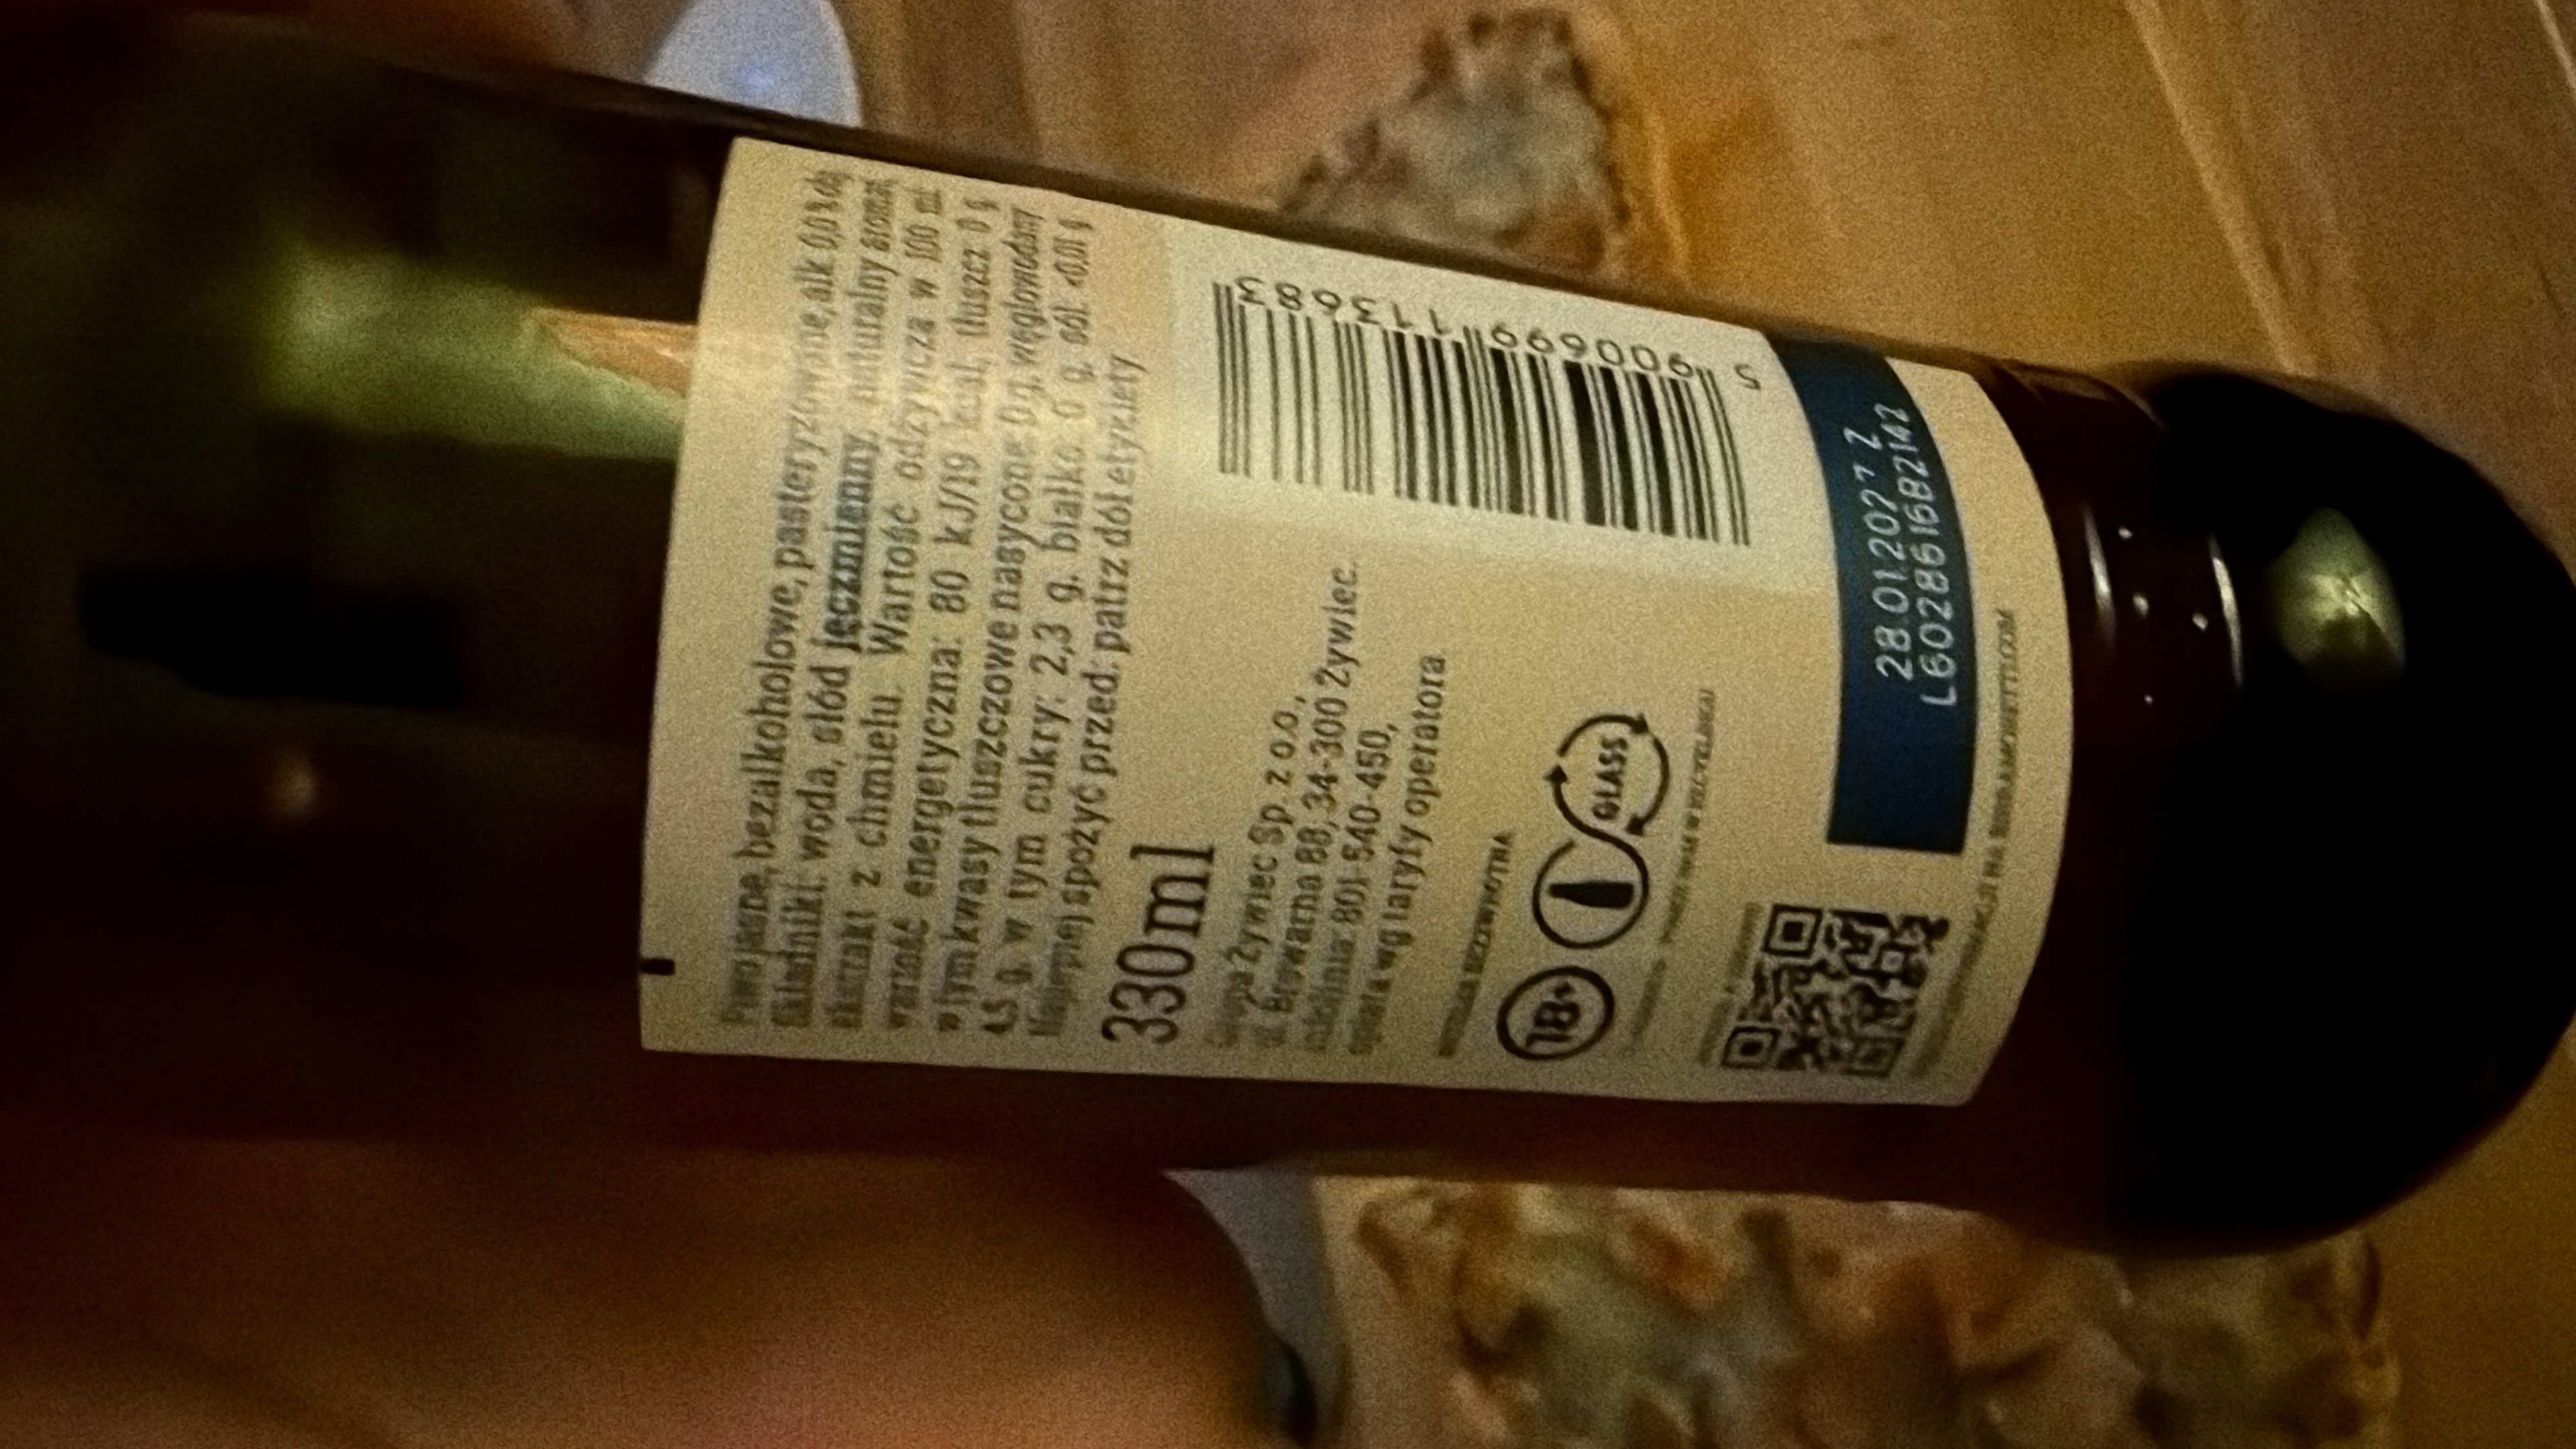 Piwo jasne, bezalkoholowe, pasteryzowane, alk. 0,0% obj.
Składniki: woda, słód jęczmienny, naturalny aromat,
ekstrakt z chmielu. Wartość odżywcza w 100 ml:
wartość energetyczna: 80 kJ/19 kcal, tłuszcz: 0 g,
w tym kwasy tłuszczowe nasycone: 0 g, węglowodany:
4,5 g, w tym cukry: 2,3 g, białko: 0 g, sól: <0,01 g
Najlepiej spożyć przed: patrz dół etykiety
330ml
Grupa Żywiec Sp. z o.o.,
ul. Browarna 88, 34-300 Żywiec.
Infolinia: 801-540-450,
opłata wg taryfy operatora
BUTELKA BEZZWROTNA
18+
GLASS
5 900699 113683
28 01 2027 Z
L602861682142